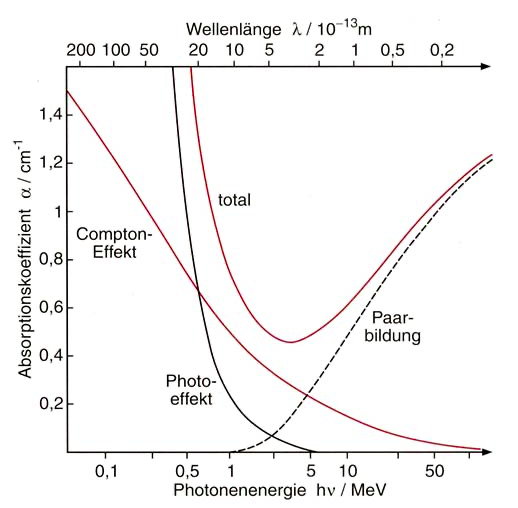 Wellenlänge λ / 10⁻¹³m
200 100 50 20 10 5 2 1 0,5 0,2
Absorptionskoeffizient α / cm⁻¹
1,4
1,2
1
0,8
0,6
0,4
0,2
total
Compton-
Effekt
Paar-
bildung
Photo-
effekt
0,1 0,5 1 5 10 50
Photonenenergie hν / MeV